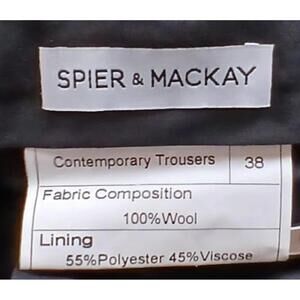 SPIER & MACKAY
Contemporary Trousers 38
Fabric Composition
100%Wool
Lining
55%Polyester 45%Viscose